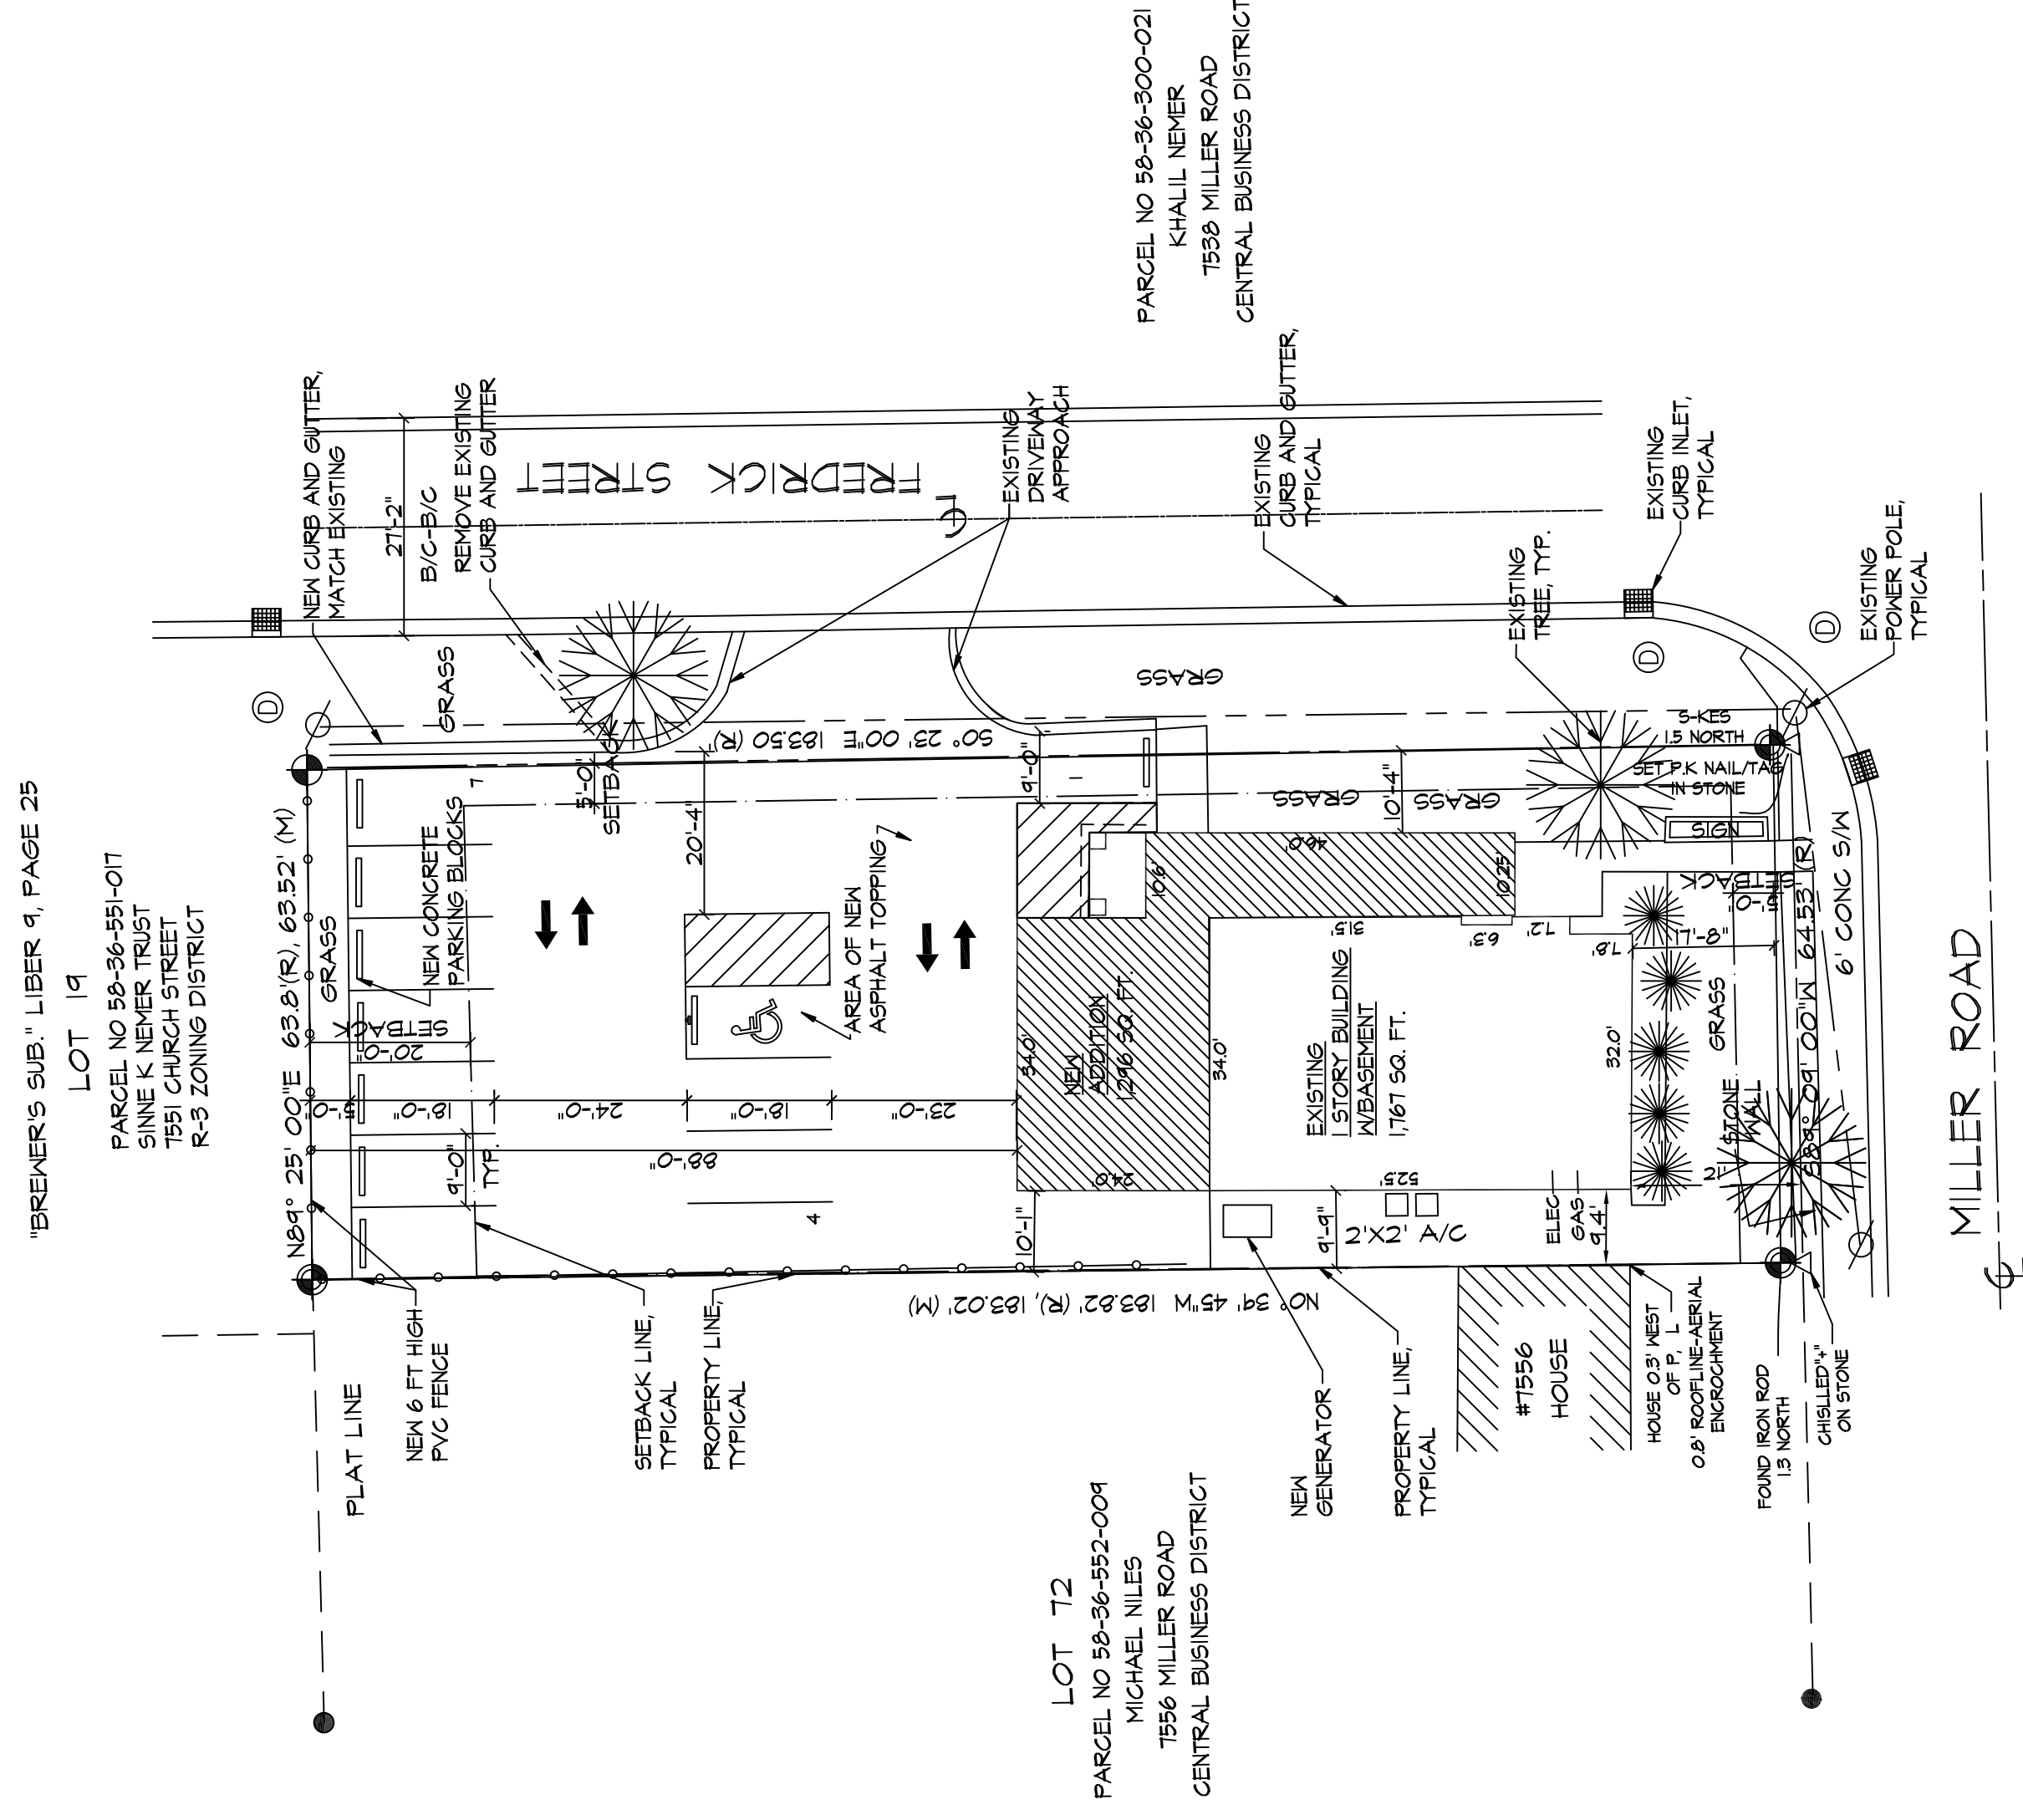 "BREWER'S SUB." LIBER 9, PAGE 25
LOT 19
PARCEL NO 58-36-551-017
SINNE K NEMER TRUST
7551 CHURCH STREET
R-3 ZONING DISTRICT
N89° 25' 00"E 63.8'(R), 63.52' (M)
GRASS
NEW CURB AND GUTTER,
MATCH EXISTING
27'-2"
B/C-B/C
REMOVE EXISTING
CURB AND GUTTER
FREDRICK STREET
EXISTING
DRIVEWAY
APPROACH
PARCEL NO 58-36-300-021
KHALIL NEMER
7538 MILLER ROAD
CENTRAL BUSINESS DISTRICT
EXISTING
CURB AND GUTTER,
TYPICAL
EXISTING
TREE, TYP.
EXISTING
CURB INLET,
TYPICAL
EXISTING
POWER POLE,
TYPICAL
D
D
D
GRASS
GRASS
S0° 23' 00"E 183.50 (R)
7
5'-0"
SETBACK
20'-4"
9'-0"
1
10'-4"
GRASS
GRASS
S-KES
1.5 NORTH
SET P.K NAIL/TAG
IN STONE
SIGN
NEW CONCRETE
PARKING BLOCKS
SETBACK
20'-0"
AREA OF NEW
ASPHALT TOPPING
5'-0"
18'-0"
24'-0"
18'-0"
23'-0"
88'-0"
9'-0"
TYP.
4
46.0'
10.6'
10.25'
31.5'
6.3'
7.2'
7.8'
17'-8"
SETBACK
5'-0"
34.0'
NEW
ADDITION
1,296 SQ. FT.
34.0'
24.0'
EXISTING
1 STORY BUILDING
W/BASEMENT
1,767 SQ. FT.
32.0'
52.5'
GRASS
STONE
WALL
21'
S89° 09' 00"W 64.53' (R)
6' CONC S/W
MILLER ROAD
10'-1"
9'-9"
2'X2' A/C
ELEC
GAS
9.4'
N0° 39' 45"W 183.82' (R), 183.02' (M)
PLAT LINE
NEW 6 FT HIGH
PVC FENCE
SETBACK LINE,
TYPICAL
PROPERTY LINE,
TYPICAL
LOT 72
PARCEL NO 58-36-552-009
MICHAEL NILES
7556 MILLER ROAD
CENTRAL BUSINESS DISTRICT
NEW
GENERATOR
PROPERTY LINE,
TYPICAL
#7556
HOUSE
HOUSE 0.3' WEST
OF P, L
0.8' ROOFLINE-AERIAL
ENCROCHMENT
FOUND IRON ROD
1.3 NORTH
CHISLLED"+"
ON STONE